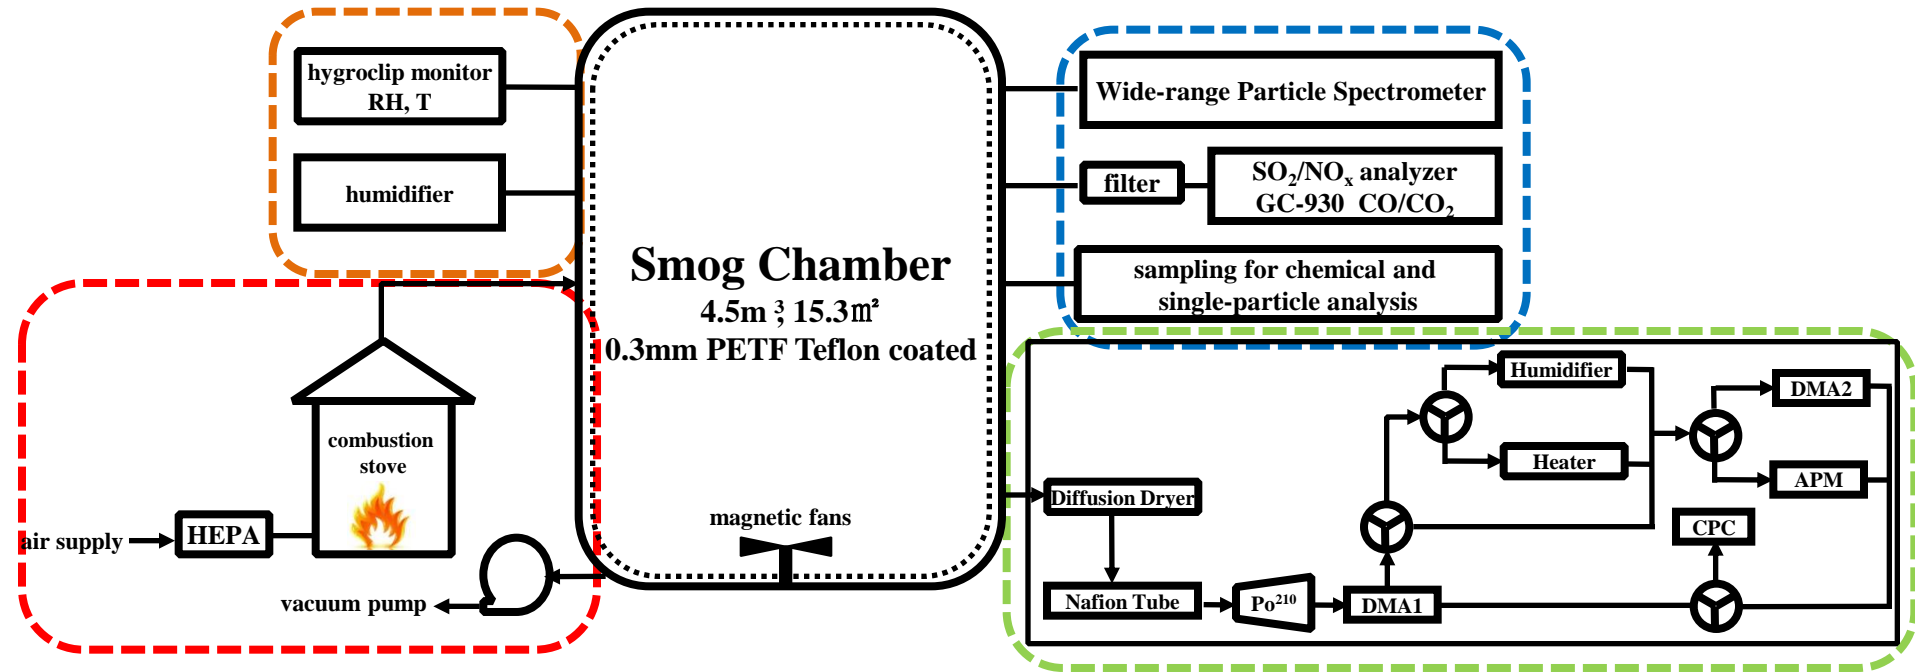 hygroclip monitor
RH, T
humidifier
Smog Chamber
4.5m³; 15.3㎡
0.3mm PETF Teflon coated
magnetic fans
combustion
stove
air supply
HEPA
vacuum pump
Wide-range Particle Spectrometer
filter
SO₂/NOₓ analyzer
GC-930 CO/CO₂
sampling for chemical and
single-particle analysis
Humidifier
DMA2
Heater
APM
Diffusion Dryer
CPC
Nafion Tube
Po²¹⁰
DMA1